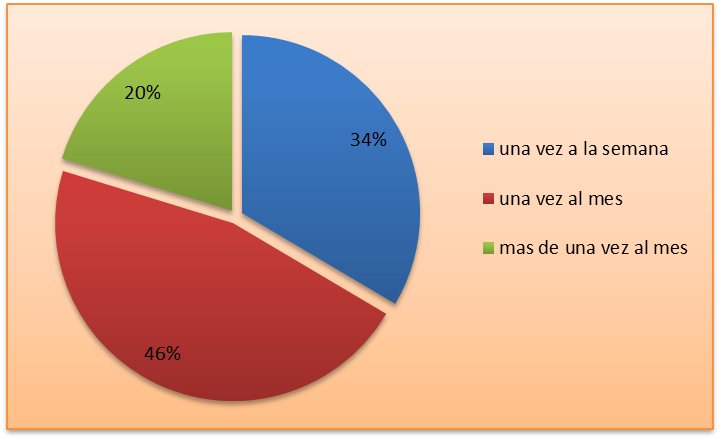 20%
34%
46%
una vez a la semana
una vez al mes
mas de una vez al mes